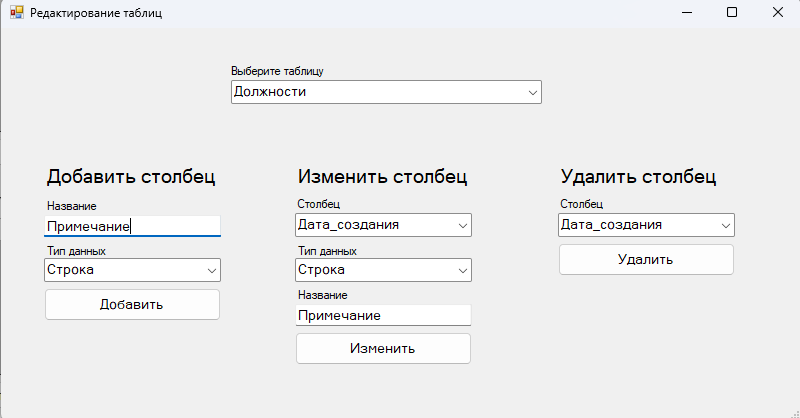 Редактирование таблиц
Выберите таблицу
Должности
Добавить столбец
Название
Примечание
Тип данных
Строка
Добавить
Изменить столбец
Столбец
Дата_создания
Тип данных
Строка
Название
Примечание
Изменить
Удалить столбец
Столбец
Дата_создания
Удалить